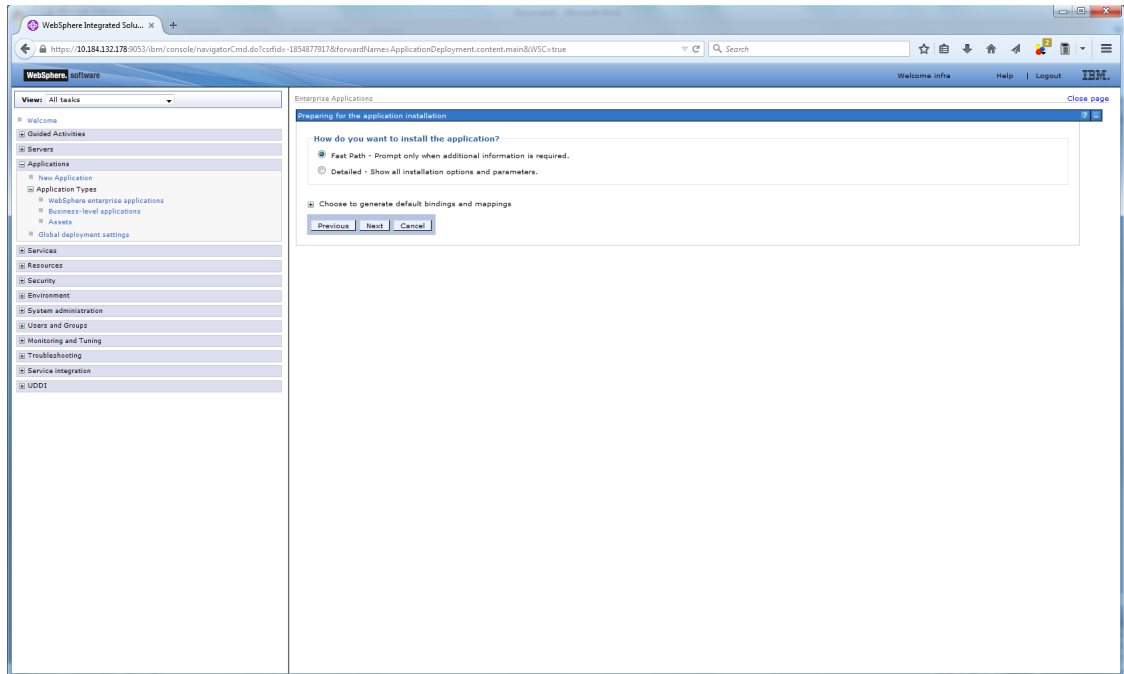 WebSphere Integrated Solu... × +
https://10.184.132.178:9053/ibm/console/navigatorCmd.do?csrfid=-1854877917&forwardName=ApplicationDeployment.content.main&WSC=true
Search
2
WebSphere. software
Welcome infra
Help | Logout
IBM.
View: All tasks
Welcome
Guided Activities
Servers
Applications
New Application
Application Types
WebSphere enterprise applications
Business-level applications
Assets
Global deployment settings
Services
Resources
Security
Environment
System administration
Users and Groups
Monitoring and Tuning
Troubleshooting
Service integration
UDDI
Enterprise Applications
Close page
Preparing for the application installation
? –
How do you want to install the application?
Fast Path - Prompt only when additional information is required.
Detailed - Show all installation options and parameters.
Choose to generate default bindings and mappings
Previous Next Cancel